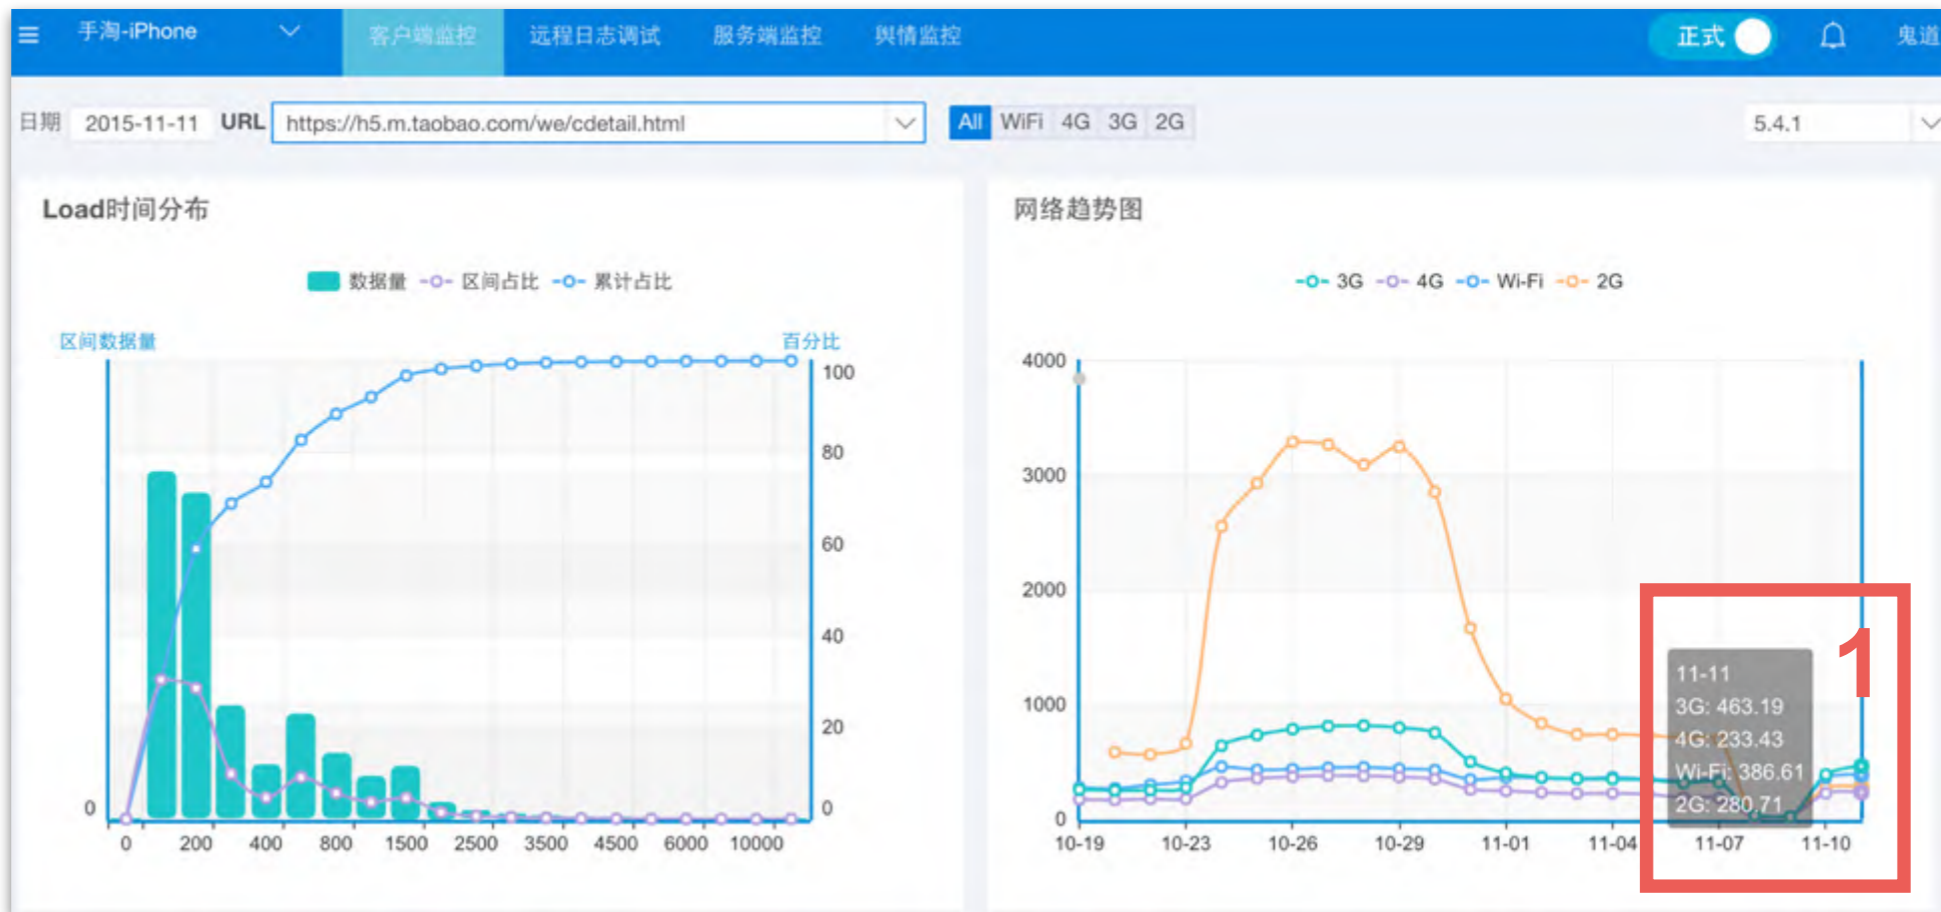 手淘-iPhone
客户端监控
远程日志调试
服务端监控
舆情监控
正式
鬼道
日期
2015-11-11
URL
https://h5.m.taobao.com/we/cdetail.html
All WiFi 4G 3G 2G
5.4.1
Load时间分布
数据量 区间占比 累计占比
区间数据量
百分比
100
80
60
40
20
0
0
0 200 400 800 1500 2500 3500 4500 6000 10000
网络趋势图
3G 4G Wi-Fi 2G
4000
3000
2000
1000
0
10-19 10-23 10-26 10-29 11-01 11-04 11-07 11-10
1
11-11
3G: 463.19
4G: 233.43
Wi-Fi: 386.61
2G: 280.71